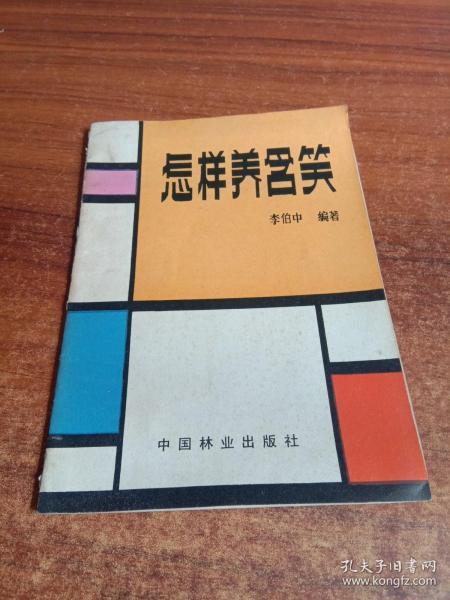 怎样养含笑
李伯中 编著
中国林业出版社
孔夫子旧书网
www.kongfz.com